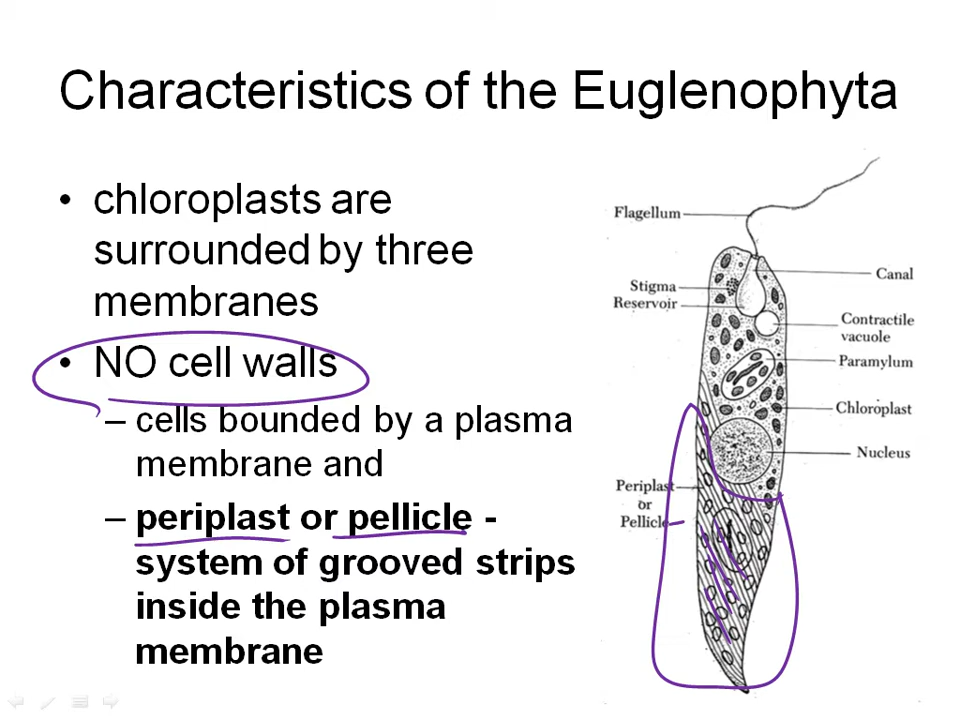 Characteristics of the Euglenophyta
• chloroplasts are
surrounded by three
membranes
• NO cell walls
– cells bounded by a plasma
membrane and
– periplast or pellicle -
system of grooved strips
inside the plasma
membrane
Flagellum
Canal
Stigma
Reservoir
Contractile
vacuole
Paramylum
Chloroplast
Nucleus
Periplast
or
Pellicle